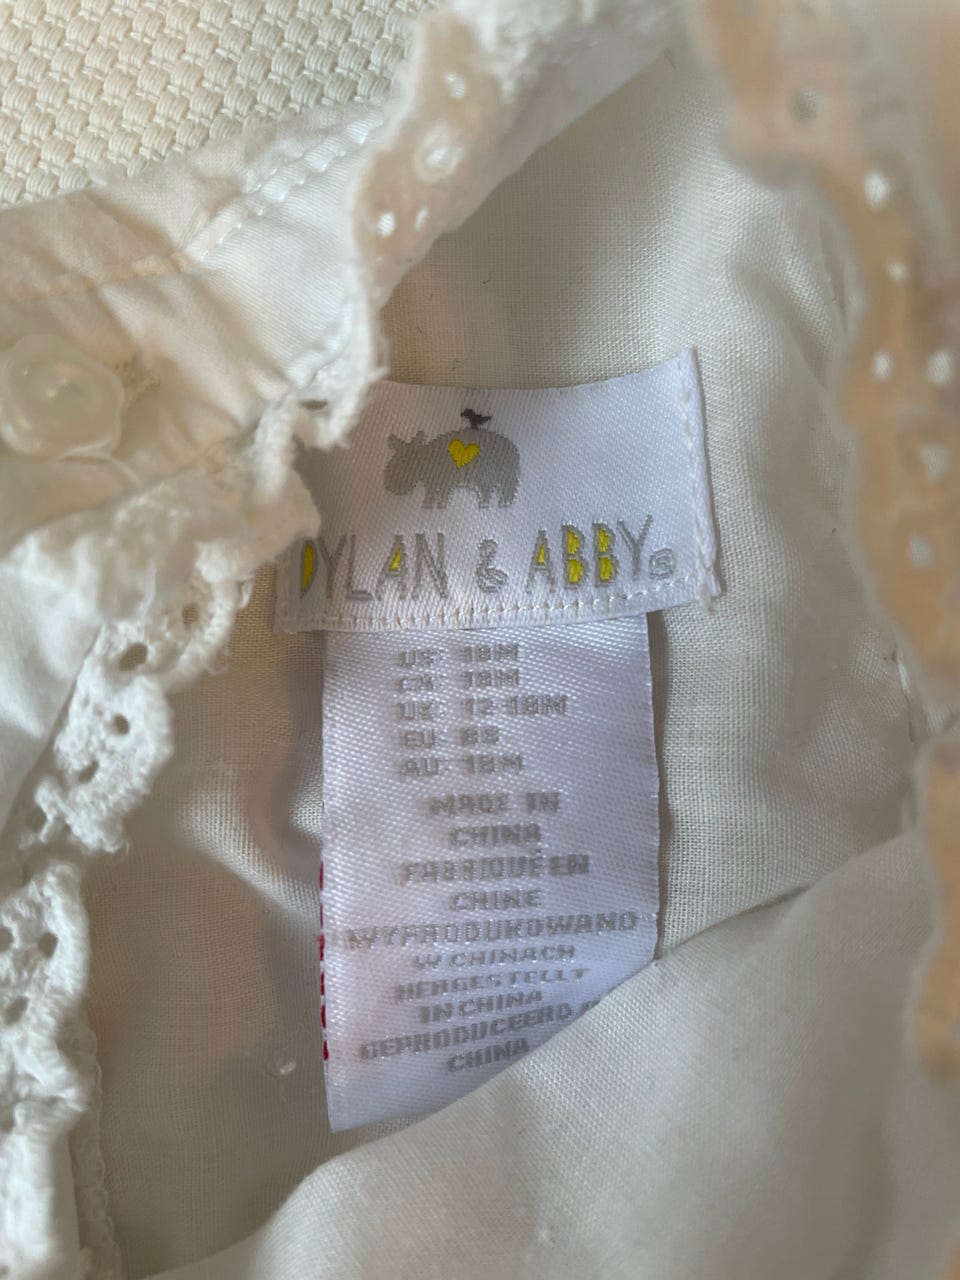 DYLAN & ABBY®
US: 18M
CA: 18M
UK: 12-18M
EU: 86
AU: 18M
MADE IN
CHINA
FABRIQUÉ EN
CHINE
WYPRODUKOWANO
W CHINACH
HERGESTELLT
IN CHINA
GEPRODUCEERD
CHINA